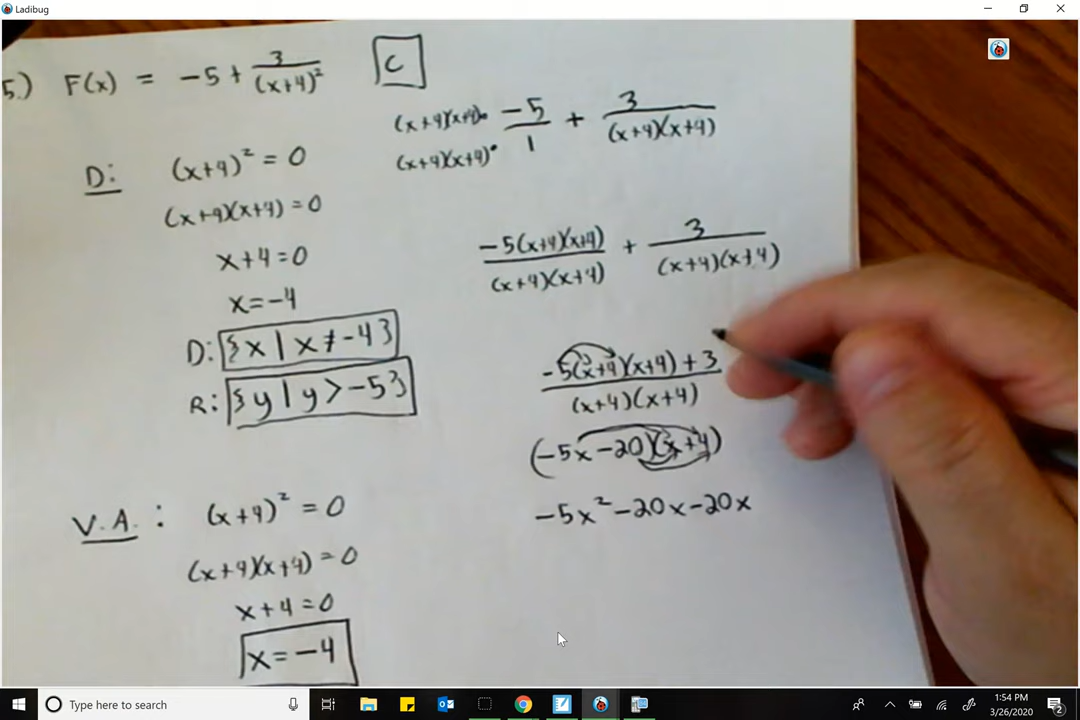 Ladibug
5.) F(x) = -5 + 3/(x+4)²
C
D: (x+4)² = 0
(x+4)(x+4) = 0
x+4=0
x=-4
D: {x | x ≠ -4}
R: {y | y > -5}
V.A.: (x+4)² = 0
(x+4)(x+4) = 0
x+4=0
x=-4
(x+4)(x+4)• -5/1 + 3/(x+4)(x+4)
(x+4)(x+4)•
-5(x+4)(x+4)/(x+4)(x+4) + 3/(x+4)(x+4)
-5(x+4)(x+4)+3
(x+4)(x+4)
(-5x-20)(x+4)
-5x²-20x-20x
Type here to search
1:54 PM
3/26/2020
2